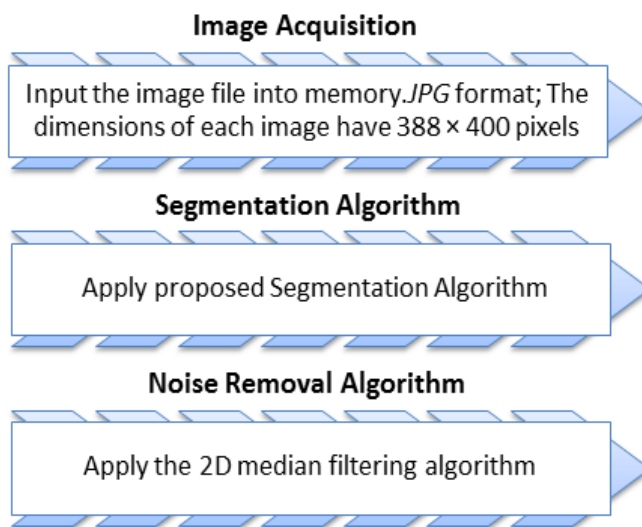 Image Acquisition
Input the image file into memory.JPG format; The
dimensions of each image have 388 × 400 pixels
Segmentation Algorithm
Apply proposed Segmentation Algorithm
Noise Removal Algorithm
Apply the 2D median filtering algorithm